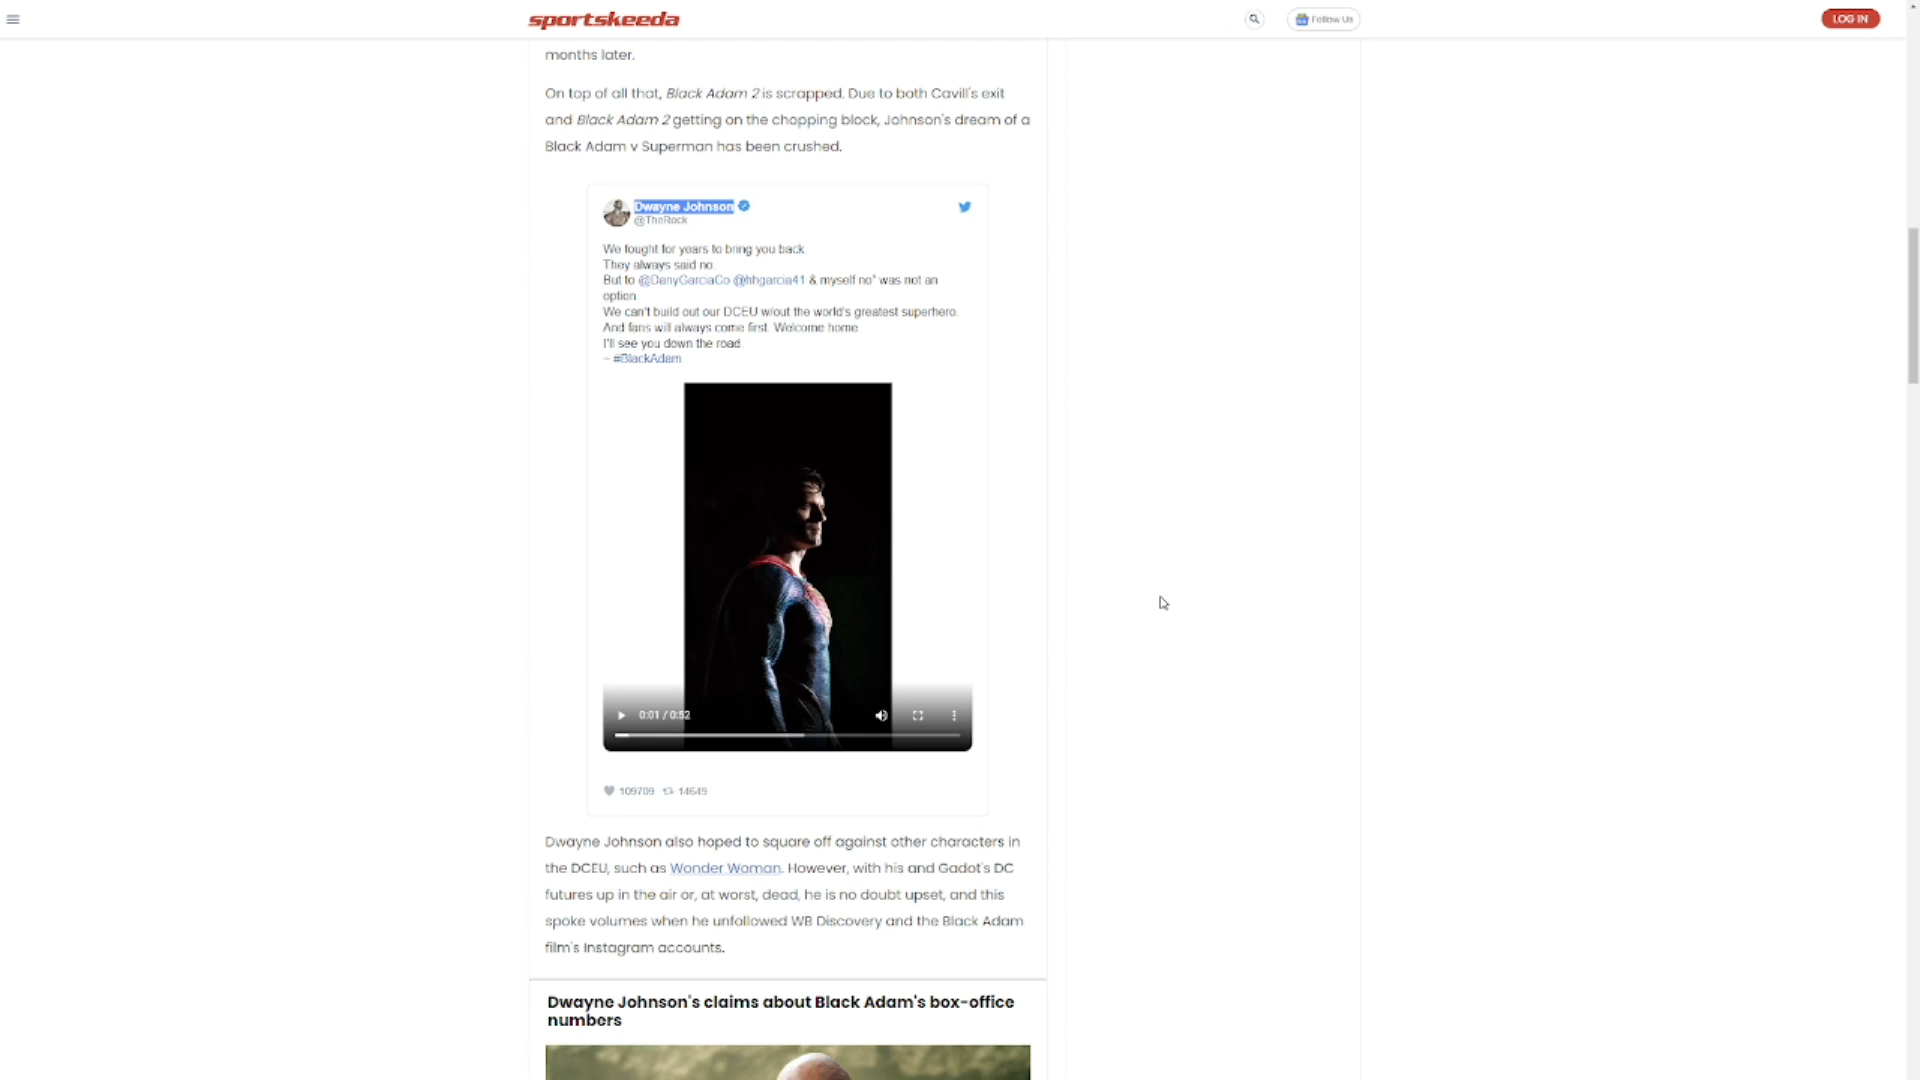 sportskeeda
Follow Us
LOG IN
months later.
On top of all that, Black Adam 2 is scrapped. Due to both Cavill's exit
and Black Adam 2 getting on the chopping block, Johnson's dream of a
Black Adam v Superman has been crushed.
Dwayne Johnson
@TheRock
We fought for years to bring you back.
They always said no.
But to @DanyGarciaCo @hhgarcia41 & myself no" was not an
option
We can't build out our DCEU w/out the world's greatest superhero.
And fans will always come first. Welcome home.
I'll see you down the road.
~ #BlackAdam
0:01 / 0:52
109709 14649
Dwayne Johnson also hoped to square off against other characters in
the DCEU, such as Wonder Woman. However, with his and Gadot's DC
futures up in the air or, at worst, dead, he is no doubt upset, and this
spoke volumes when he unfollowed WB Discovery and the Black Adam
film's Instagram accounts.
Dwayne Johnson's claims about Black Adam's box-office
numbers